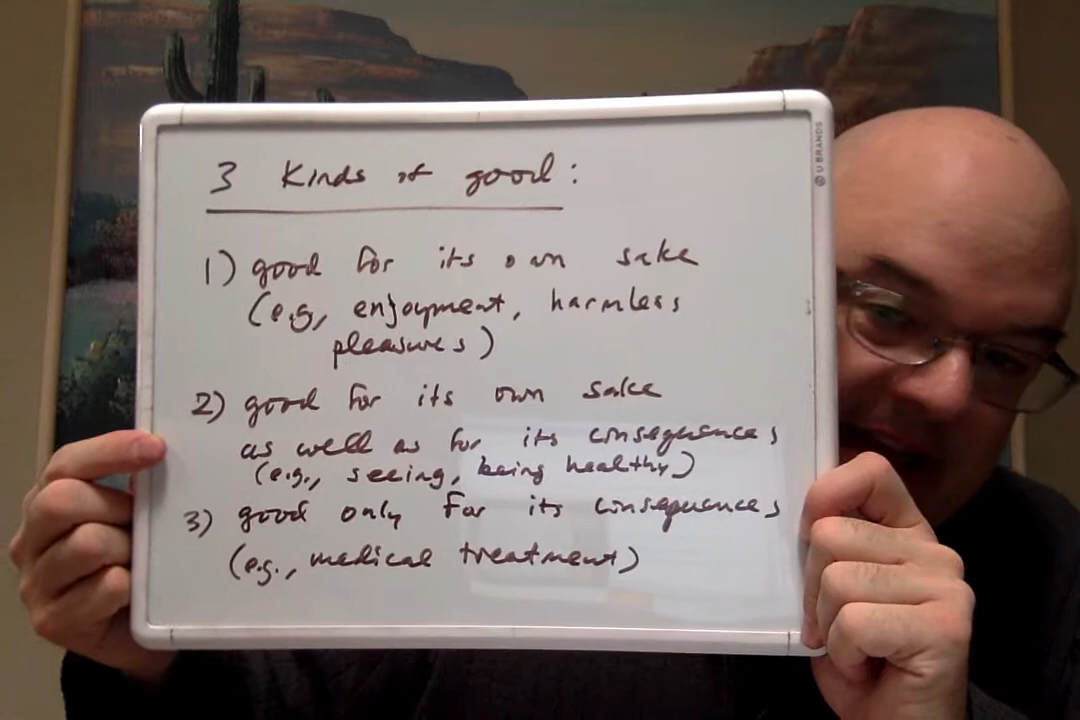 3 Kinds of good:
1) good for its own sake
(e.g., enjoyment, harmless
pleasures)
2) good for its own sake
as well as for its consequences
(e.g., seeing, being healthy)
3) good only for its consequences
(e.g., medical treatment)
U BRANDS